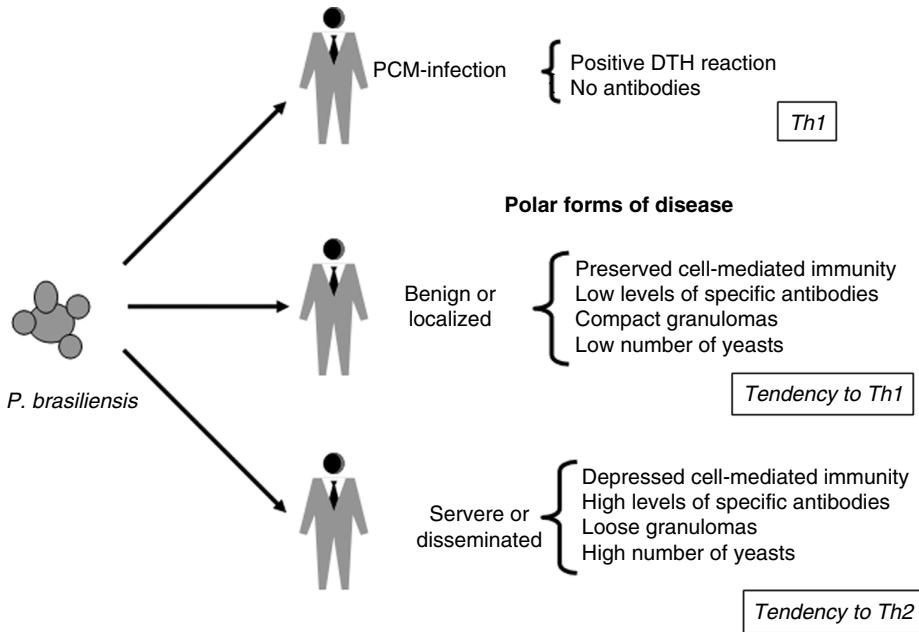 PCM-infection
Positive DTH reaction
No antibodies
Th1
Polar forms of disease
P. brasiliensis
Benign or
localized
Preserved cell-mediated immunity
Low levels of specific antibodies
Compact granulomas
Low number of yeasts
Tendency to Th1
Servere or
disseminated
Depressed cell-mediated immunity
High levels of specific antibodies
Loose granulomas
High number of yeasts
Tendency to Th2